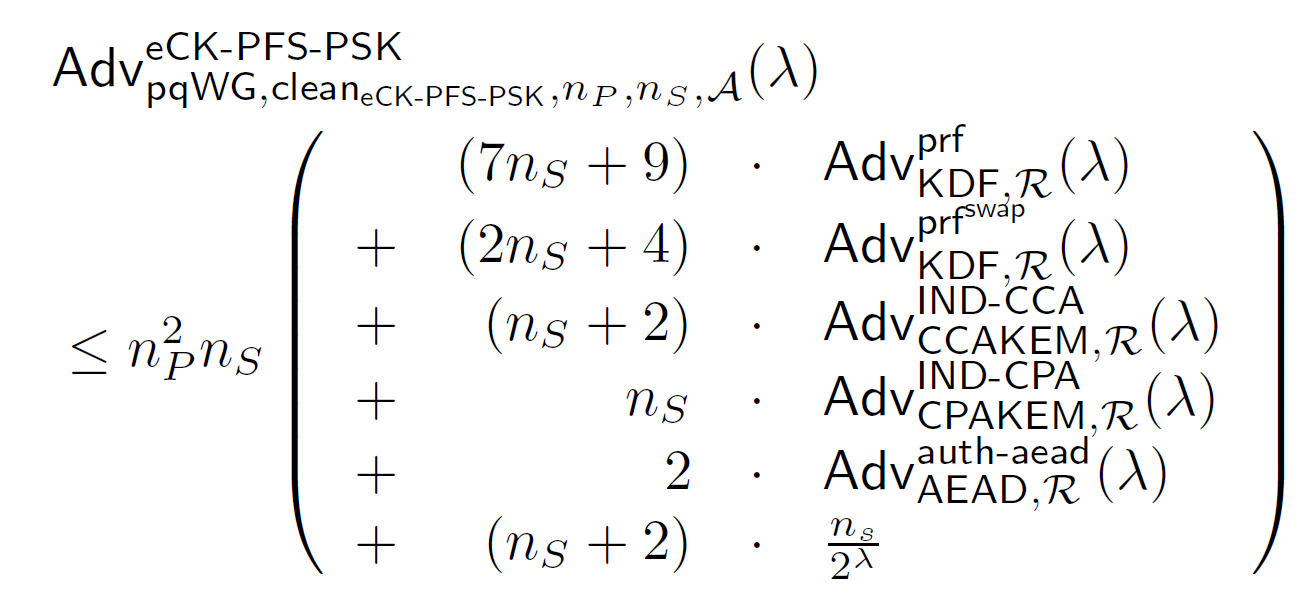 Adv^{eCK-PFS-PSK}_{pqWG,clean_{eCK-PFS-PSK},n_P,n_S,𝒜}(λ)
(7n_S + 9) · Adv^{prf}_{KDF,ℛ}(λ)
+ (2n_S + 4) · Adv^{prf^{swap}}_{KDF,ℛ}(λ)
+ (n_S + 2) · Adv^{IND-CCA}_{CCAKEM,ℛ}(λ)
≤ n_P^2 n_S
+ n_S · Adv^{IND-CPA}_{CPAKEM,ℛ}(λ)
+ 2 · Adv^{auth-aead}_{AEAD,ℛ}(λ)
+ (n_S + 2) · \frac{n_s}{2^λ}